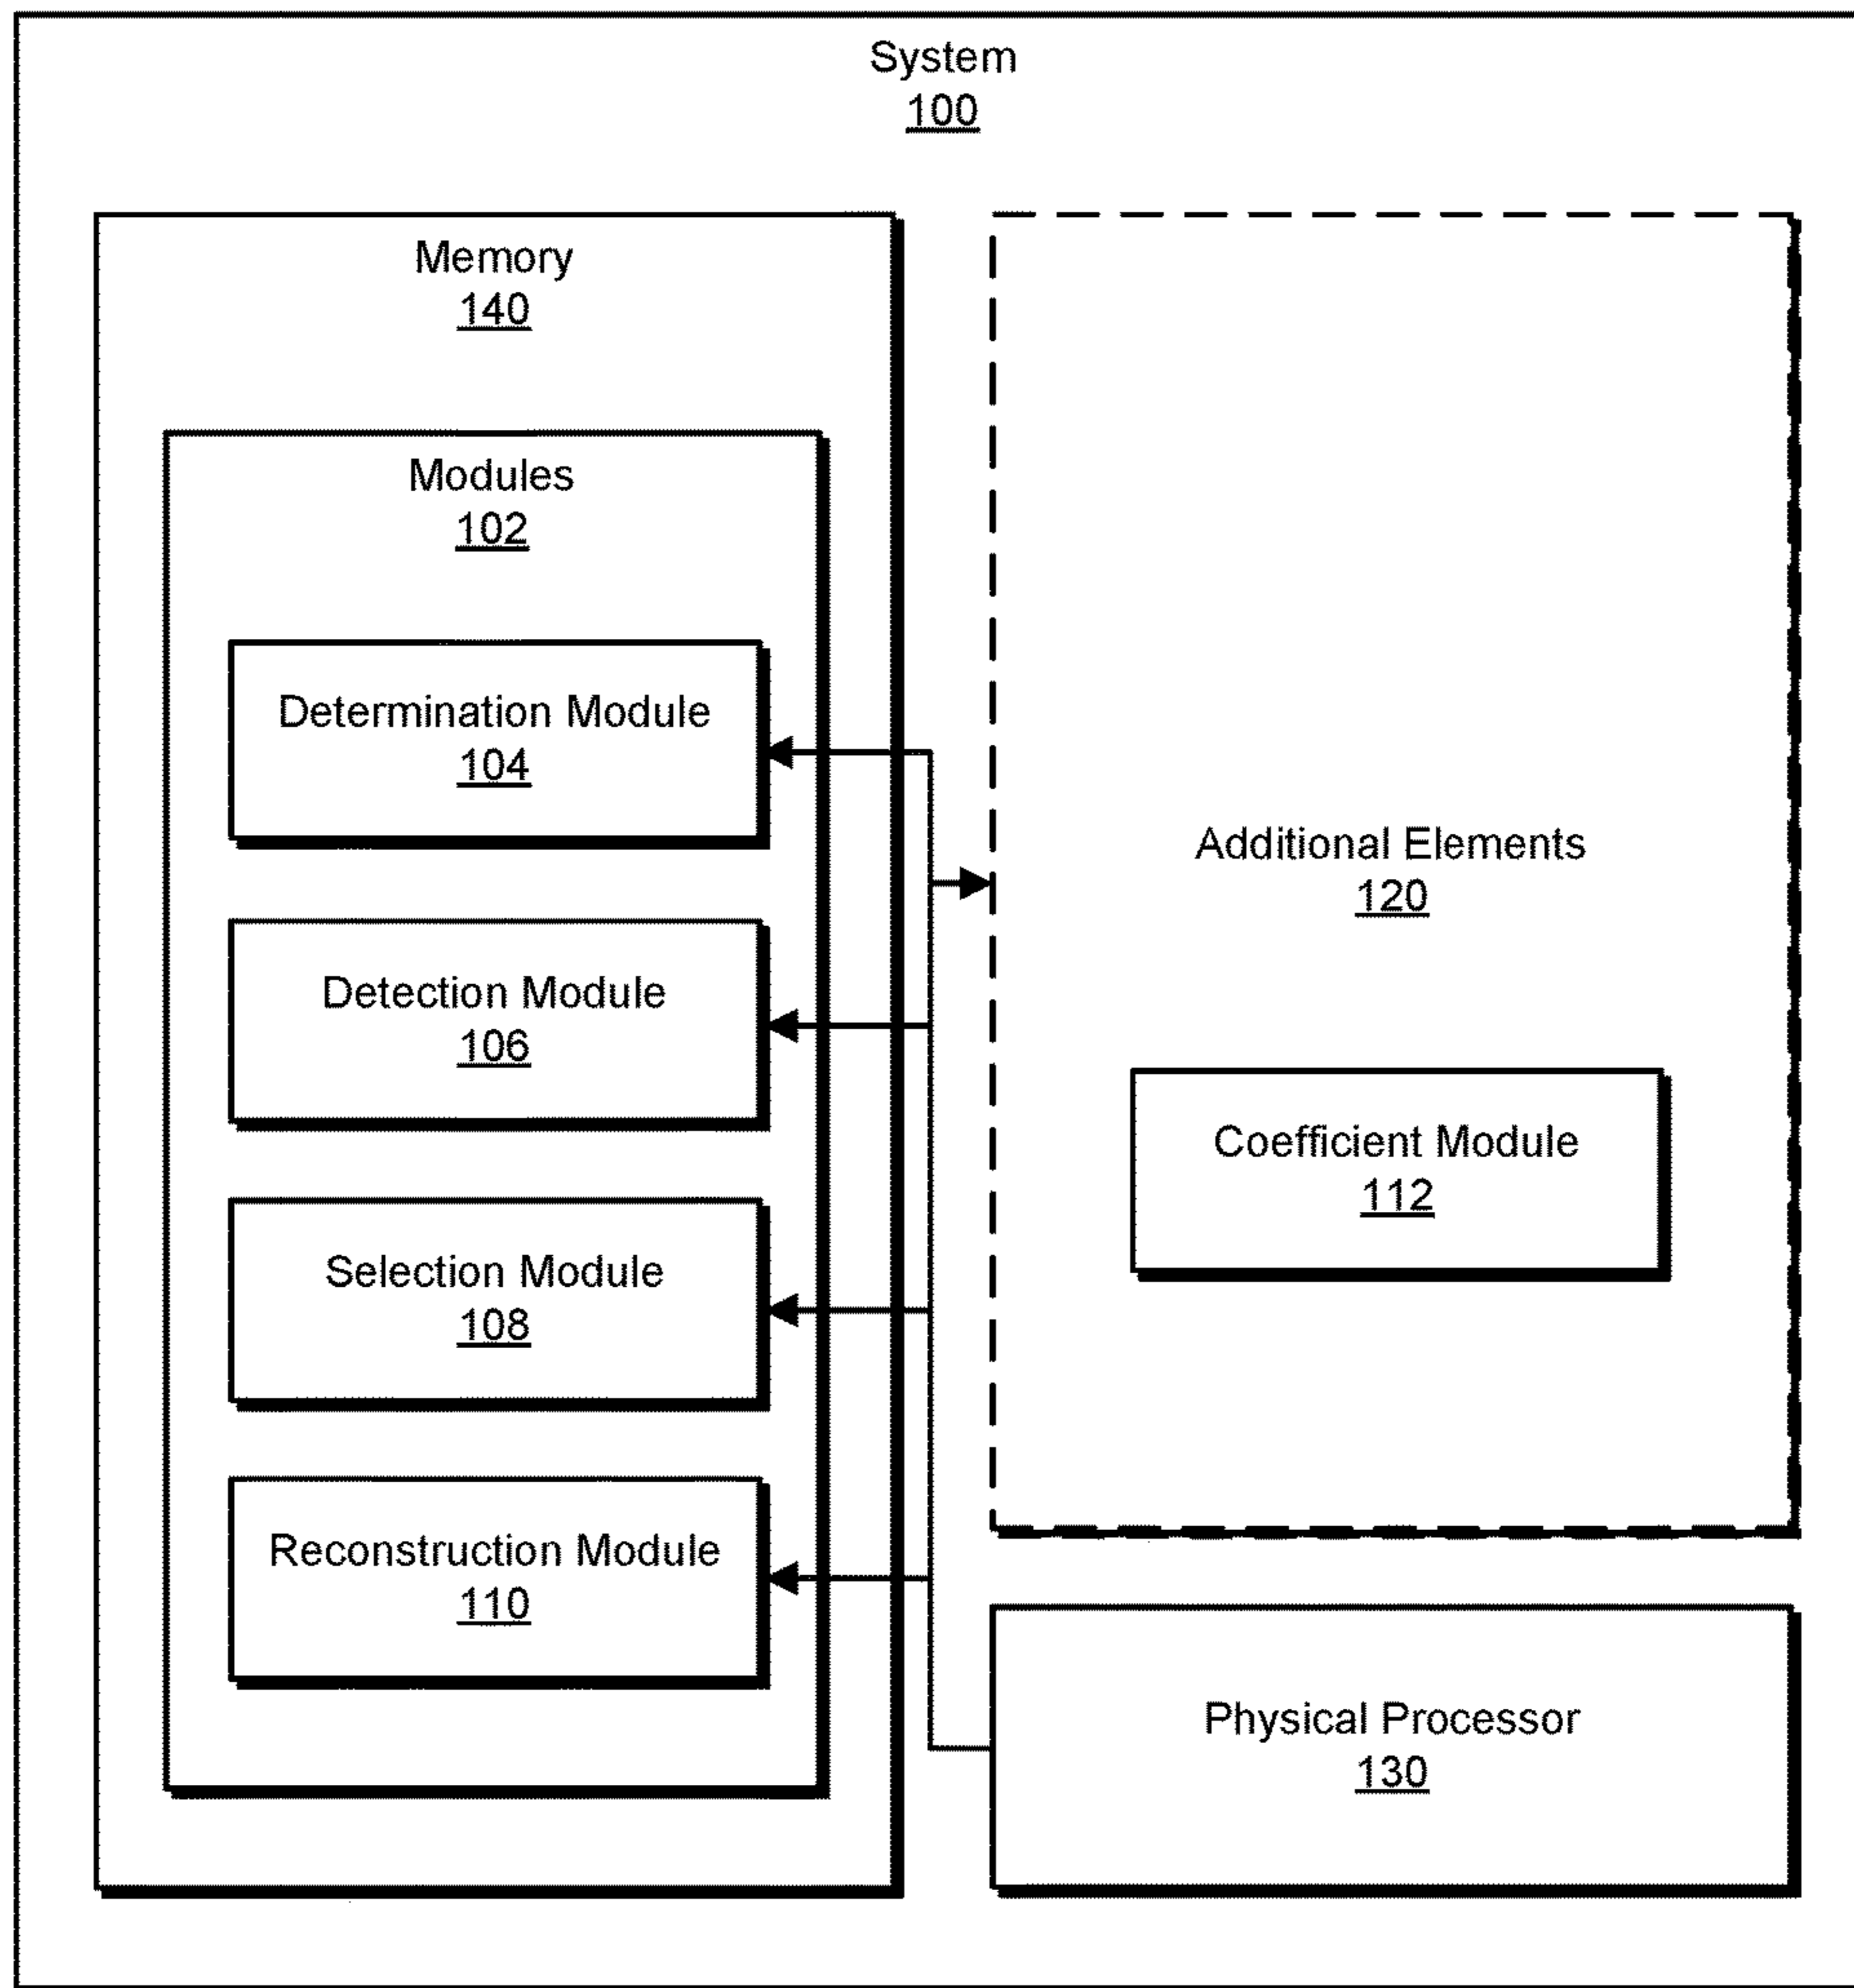 System
100
Memory
140
Modules
102
Determination Module
104
Detection Module
106
Selection Module
108
Reconstruction Module
110
Additional Elements
120
Coefficient Module
112
Physical Processor
130